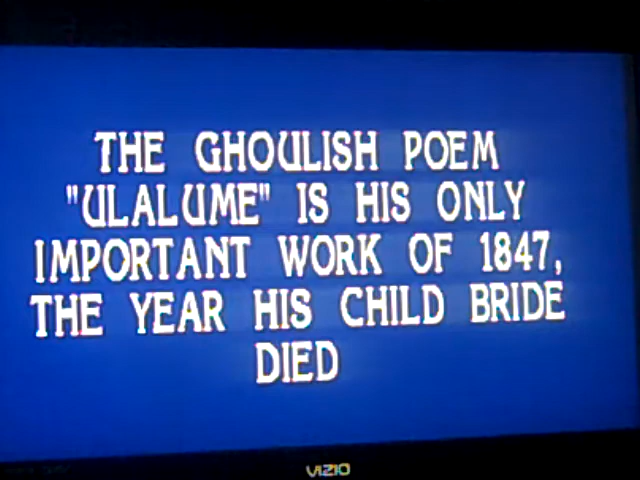 THE GHOULISH POEM
"ULALUME" IS HIS ONLY
IMPORTANT WORK OF 1847,
THE YEAR HIS CHILD BRIDE
DIED
VIZIO